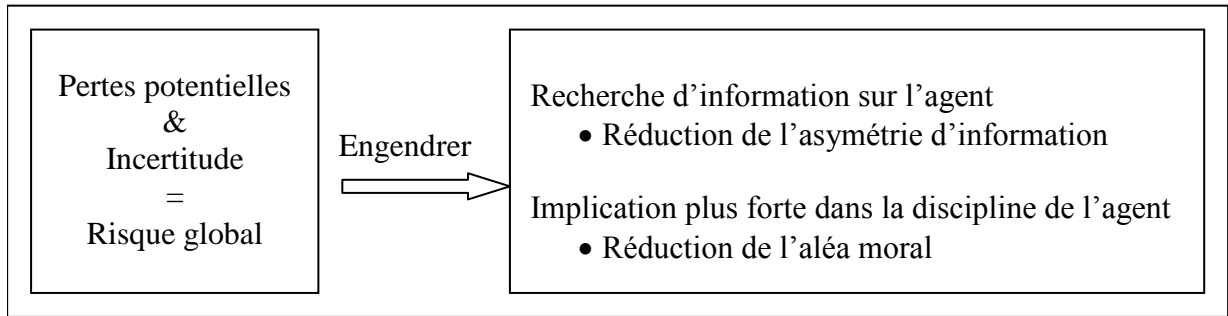 Pertes potentielles
&
Incertitude
=
Risque global
Engendrer
Recherche d’information sur l’agent
• Réduction de l’asymétrie d’information
Implication plus forte dans la discipline de l’agent
• Réduction de l’aléa moral